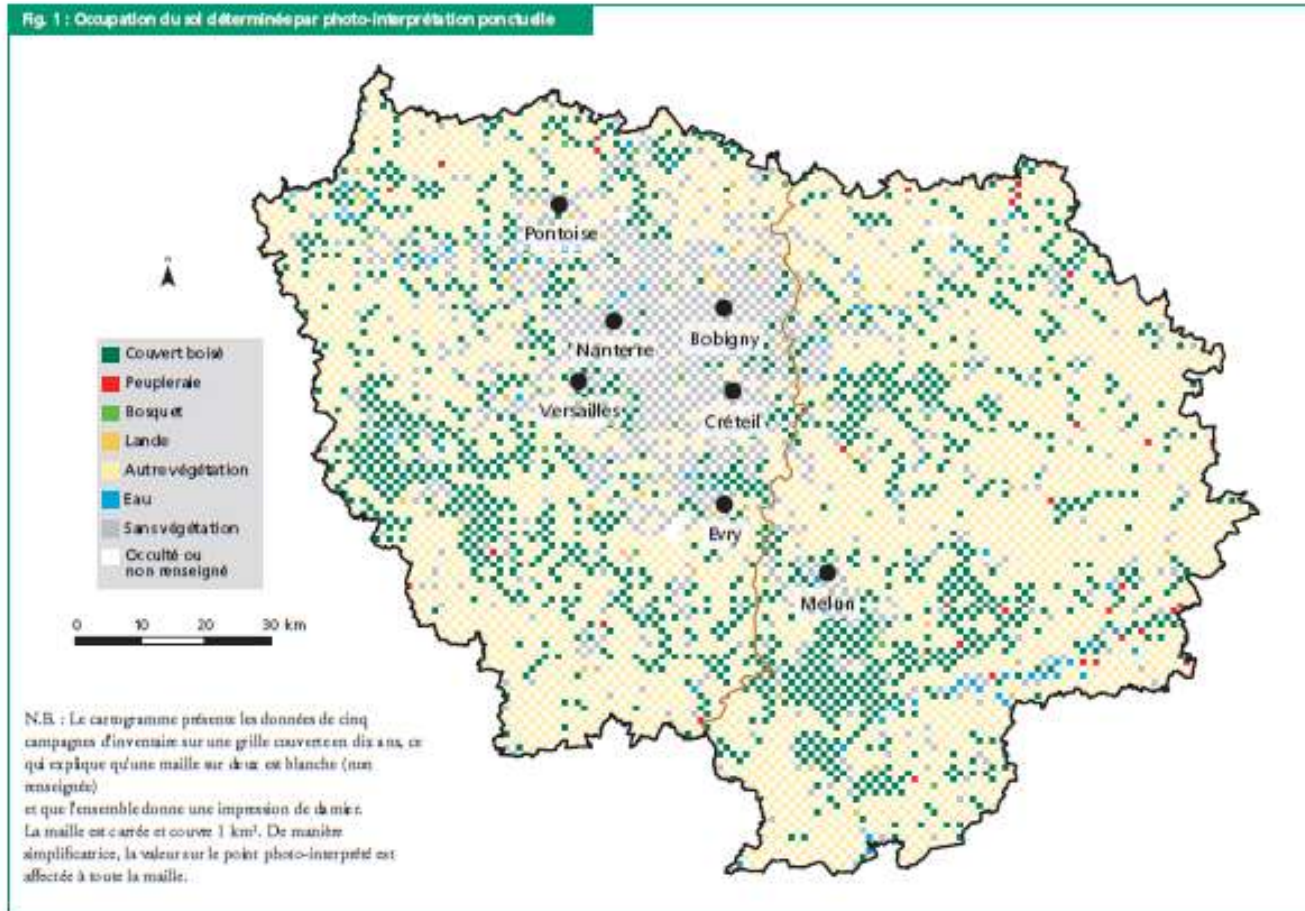 Fig. 1 : Occupation du sol déterminée par photo-interprétation ponctuelle
Pontoise
Nanterre
Bobigny
Versailles
Créteil
Evry
Melun
Couvert boisé
Peupleraie
Bosquet
Lande
Autre végétation
Eau
Sans végétation
Occulté ou
non renseigné
0 10 20 30 km
N.B. : Le cartogramme présente les données de cinq
campagnes d'inventaire sur une grille couverte en dix ans, ce
qui explique qu'une maille sur deux est blanche (non
renseignée)
et que l'ensemble donne une impression de damier.
La maille est carrée et couvre 1 km². De manière
simplificatrice, la valeur sur le point photo-interprété est
affectée à toute la maille.